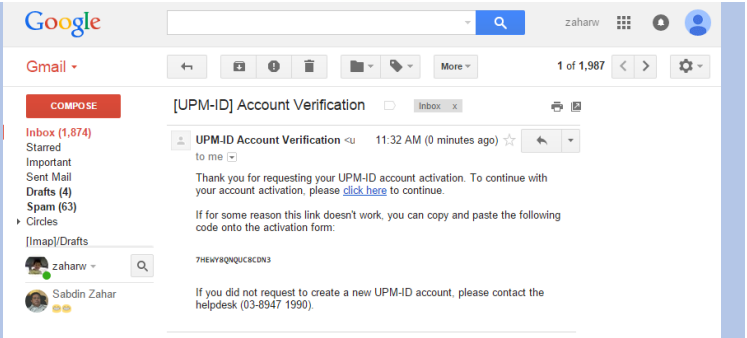 Google
zaharw
Gmail
More
1 of 1,987
COMPOSE
Inbox (1,874)
Starred
Important
Sent Mail
Drafts (4)
Spam (63)
Circles
[Imap]/Drafts
zaharw
Sabdin Zahar
[UPM-ID] Account Verification
Inbox x
UPM-ID Account Verification <u 11:32 AM (0 minutes ago)
to me
Thank you for requesting your UPM-ID account activation. To continue with
your account activation, please click here to continue.
If for some reason this link doesn't work, you can copy and paste the following
code onto the activation form:
7HEWY8QNQUC8CDN3
If you did not request to create a new UPM-ID account, please contact the
helpdesk (03-8947 1990).